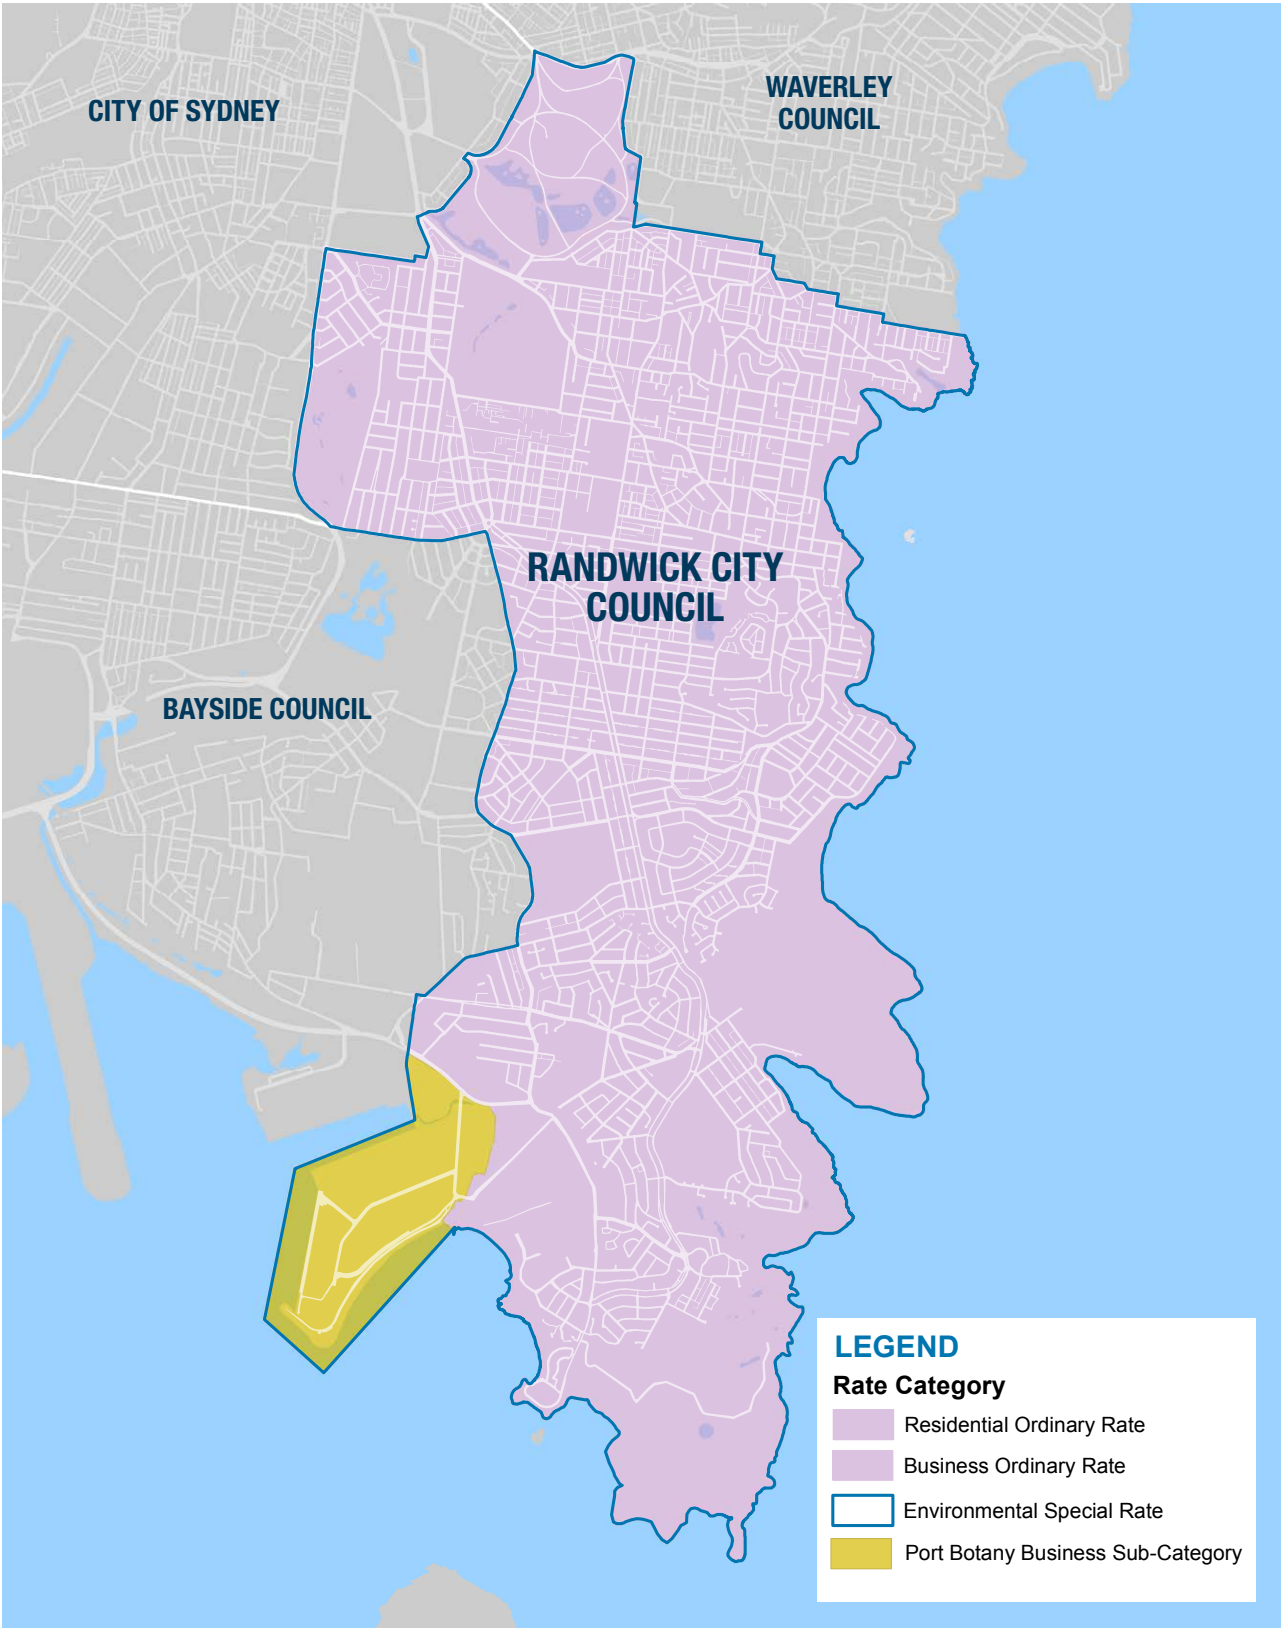 CITY OF SYDNEY
WAVERLEY
COUNCIL
RANDWICK CITY
COUNCIL
BAYSIDE COUNCIL
LEGEND
Rate Category
Residential Ordinary Rate
Business Ordinary Rate
Environmental Special Rate
Port Botany Business Sub-Category